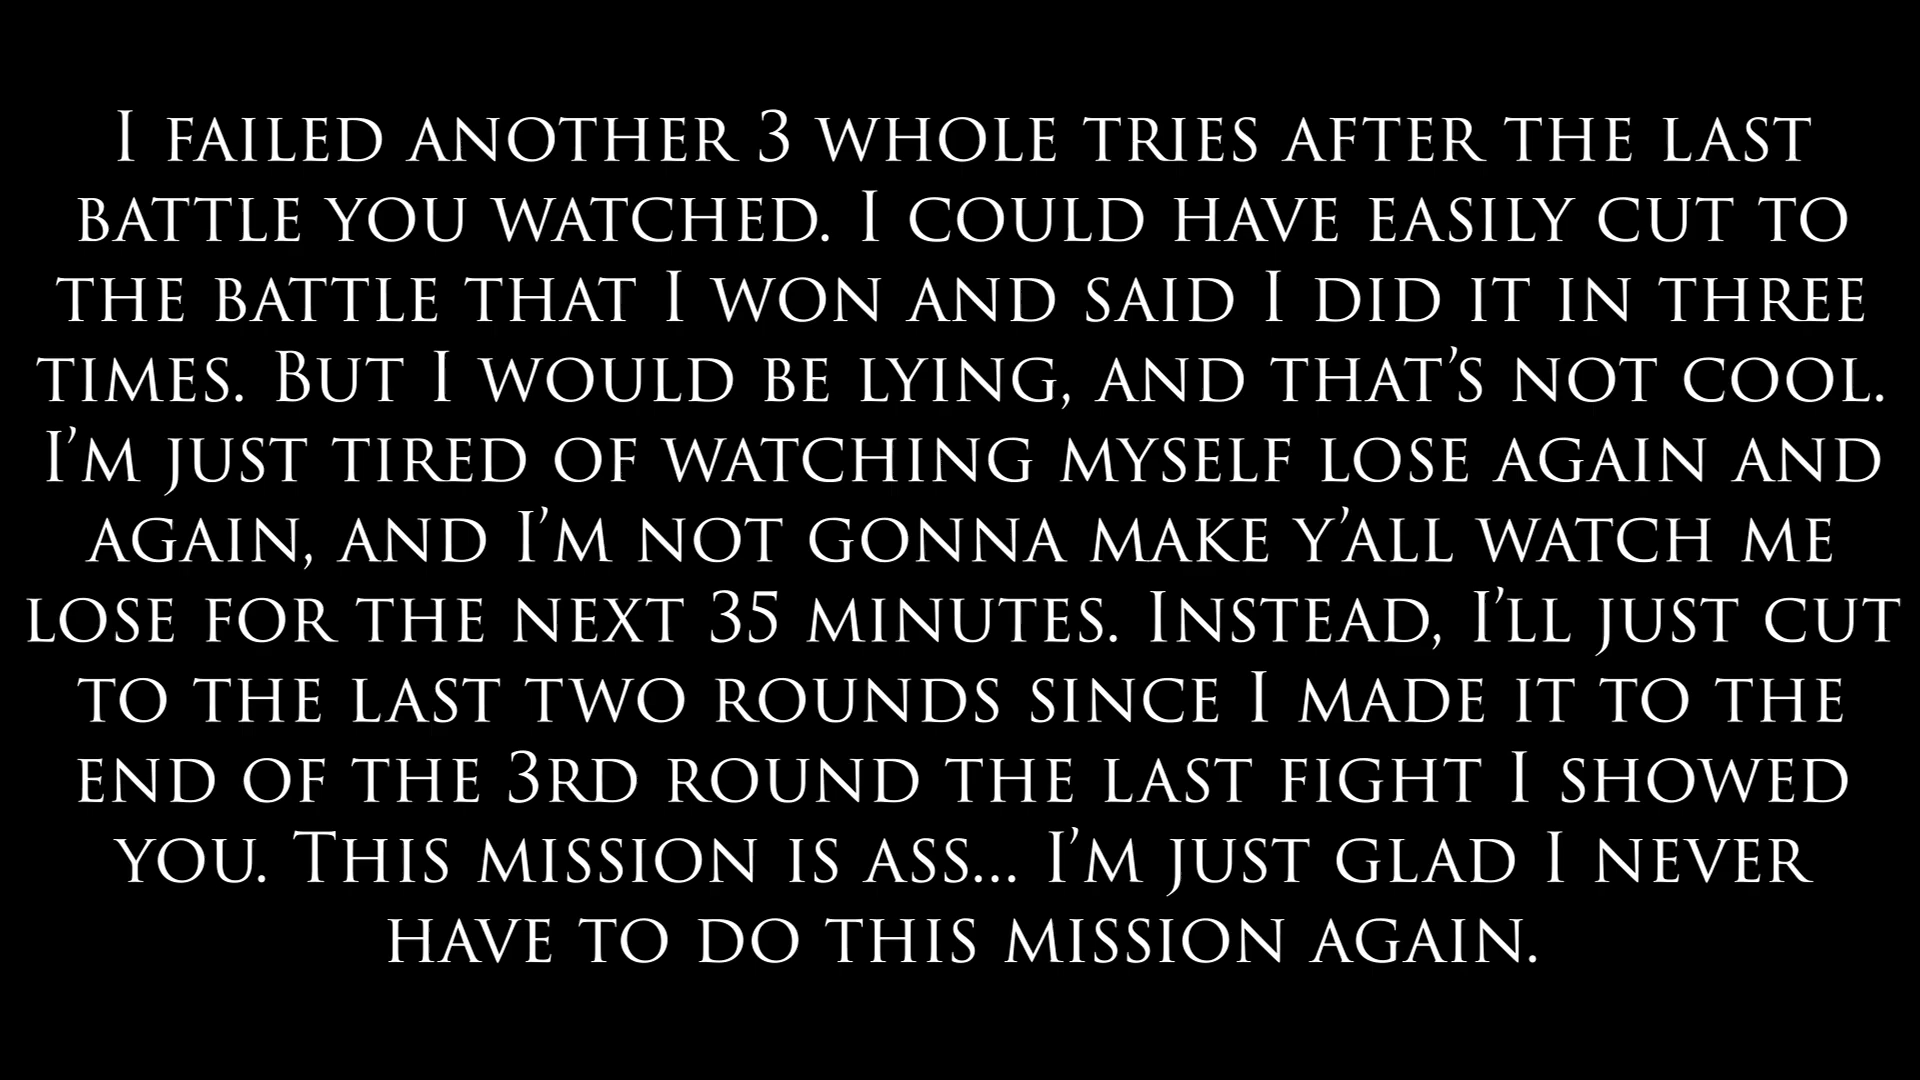 I failed another 3 whole tries after the last
battle you watched. I could have easily cut to
the battle that I won and said I did it in three
times. But I would be lying, and that’s not cool.
I’m just tired of watching myself lose again and
again, and I’m not gonna make y’all watch me
lose for the next 35 minutes. Instead, I’ll just cut
to the last two rounds since I made it to the
end of the 3rd round the last fight I showed
you. This mission is ass... I’m just glad I never
have to do this mission again.